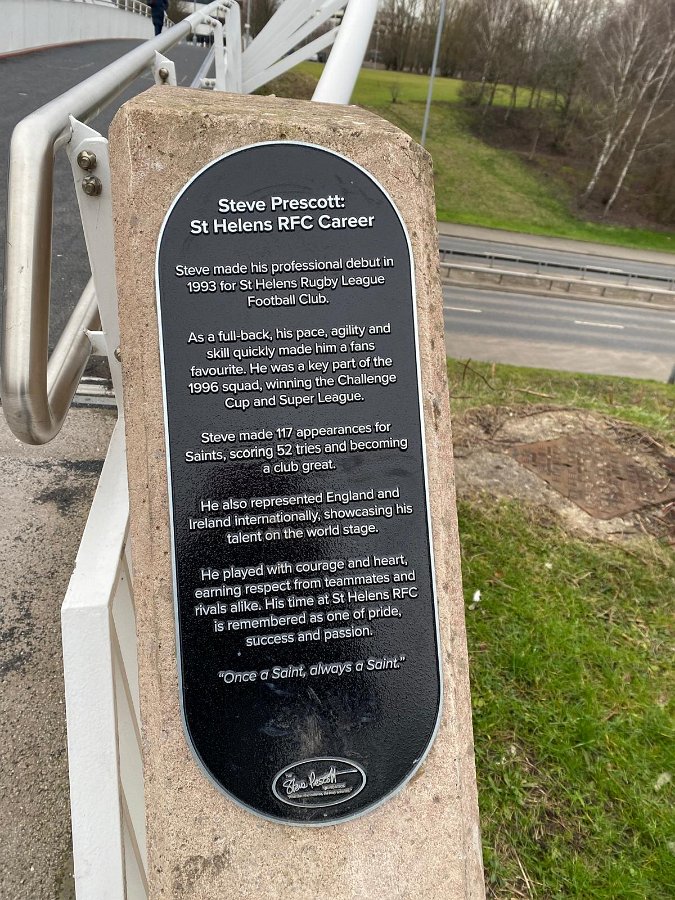 Steve Prescott:
St Helens RFC Career
Steve made his professional debut in
1993 for St Helens Rugby League
Football Club.
As a full-back, his pace, agility and
skill quickly made him a fans
favourite. He was a key part of the
1996 squad, winning the Challenge
Cup and Super League.
Steve made 117 appearances for
Saints, scoring 52 tries and becoming
a club great.
He also represented England and
Ireland internationally, showcasing his
talent on the world stage.
He played with courage and heart,
earning respect from teammates and
rivals alike. His time at St Helens RFC
is remembered as one of pride,
success and passion.
“Once a Saint, always a Saint.”
THE
Steve Prescott